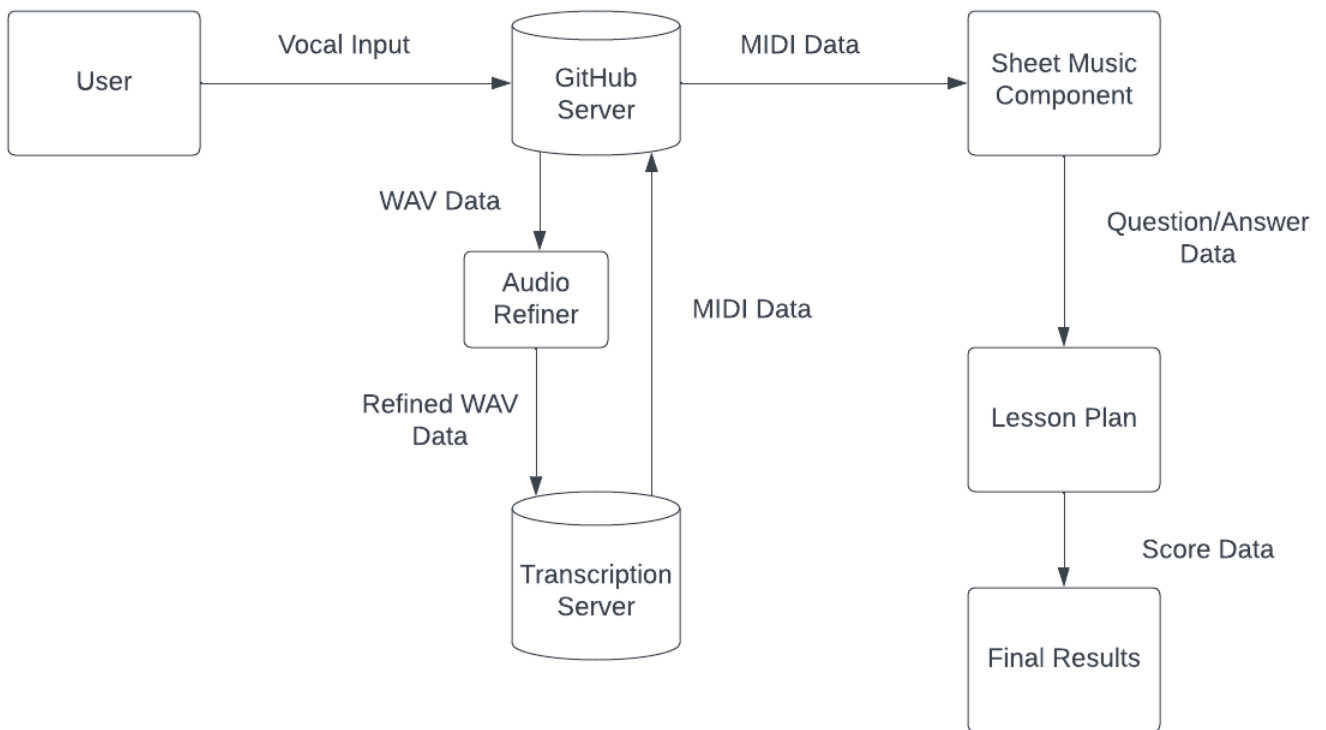 User
Vocal Input
GitHub
Server
MIDI Data
Sheet Music
Component
WAV Data
Audio
Refiner
MIDI Data
Question/Answer
Data
Refined WAV
Data
Lesson Plan
Transcription
Server
Score Data
Final Results